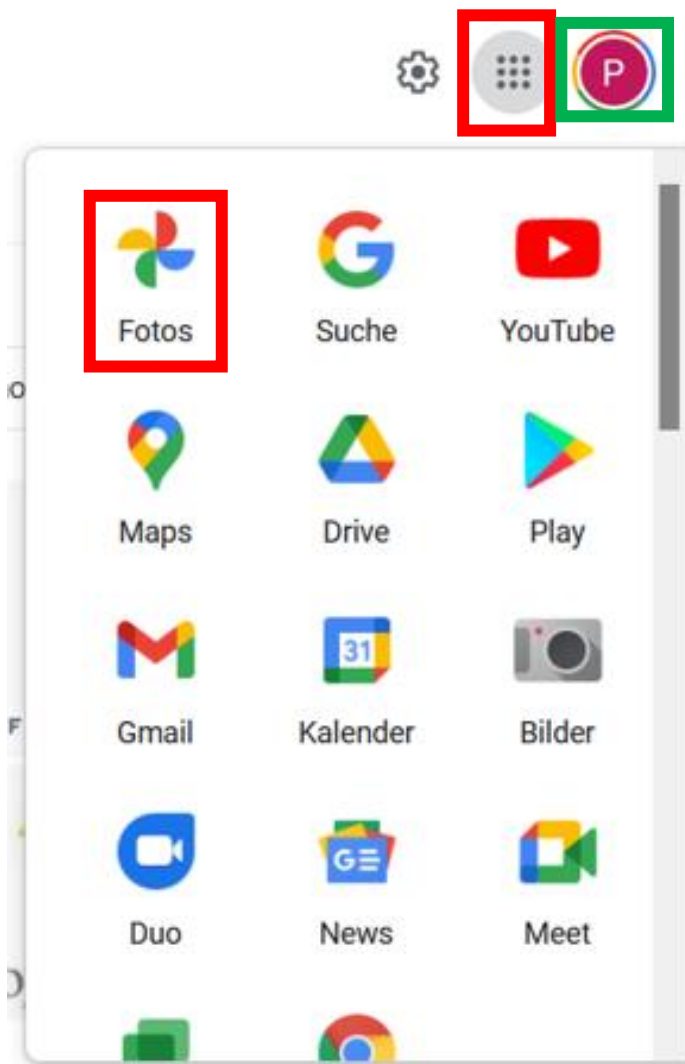 P
Fotos Suche YouTube
Maps Drive Play
31
Gmail Kalender Bilder
G
Duo News Meet